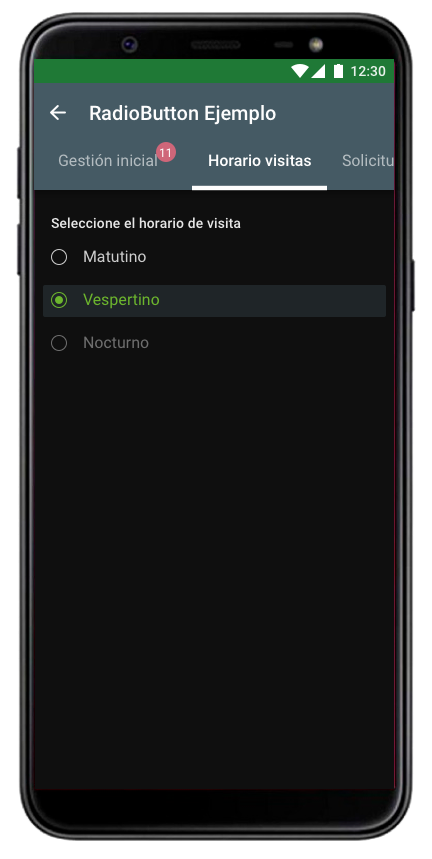 12:30
RadioButton Ejemplo
Gestión inicial 11 Horario visitas Solicitu
Seleccione el horario de visita
Matutino
Vespertino
Nocturno